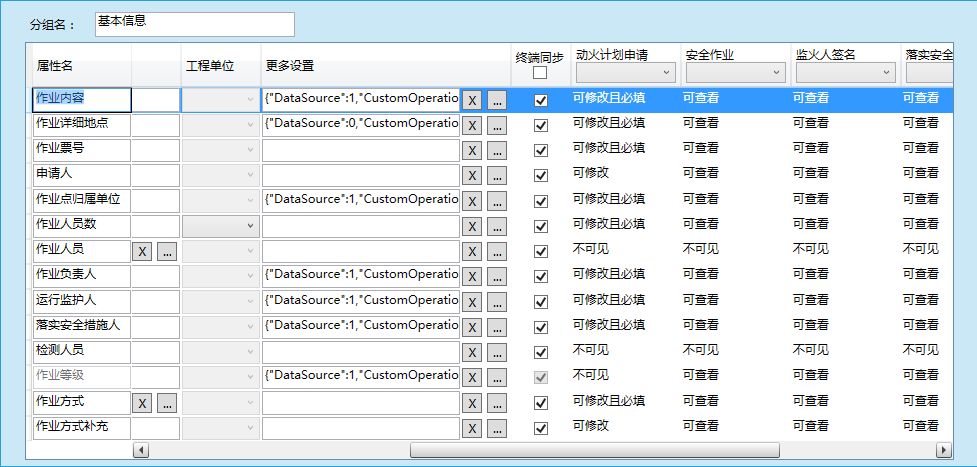 分组名： 基本信息
属性名 工程单位 更多设置 终端同步 动火计划申请 安全作业 监火人签名 落实安全
作业内容 {"DataSource":1,"CustomOperatio X ... 可修改且必填 可查看 可查看 可查看
作业详细地点 {"DataSource":0,"CustomOperatio X ... 可修改且必填 可查看 可查看 可查看
作业票号 X ... 可修改且必填 可查看 可查看 可查看
申请人 X ... 可修改 可查看 可查看 可查看
作业点归属单位 {"DataSource":1,"CustomOperatio X ... 可修改且必填 可查看 可查看 可查看
作业人员数 X ... 可修改且必填 可查看 可查看 可查看
作业人员 X ... X ... 不可见 不可见 不可见 不可见
作业负责人 {"DataSource":1,"CustomOperatio X ... 可修改且必填 可查看 可查看 可查看
运行监护人 {"DataSource":1,"CustomOperatio X ... 可修改且必填 可查看 可查看 可查看
落实安全措施人 {"DataSource":1,"CustomOperatio X ... 可修改且必填 可查看 可查看 可查看
检测人员 X ... 不可见 不可见 不可见 不可见
作业等级 {"DataSource":1,"CustomOperatio X ... 不可见 可查看 可查看 可查看
作业方式 X ... X ... 可修改且必填 可查看 可查看 可查看
作业方式补充 X ... 可修改 可查看 可查看 可查看